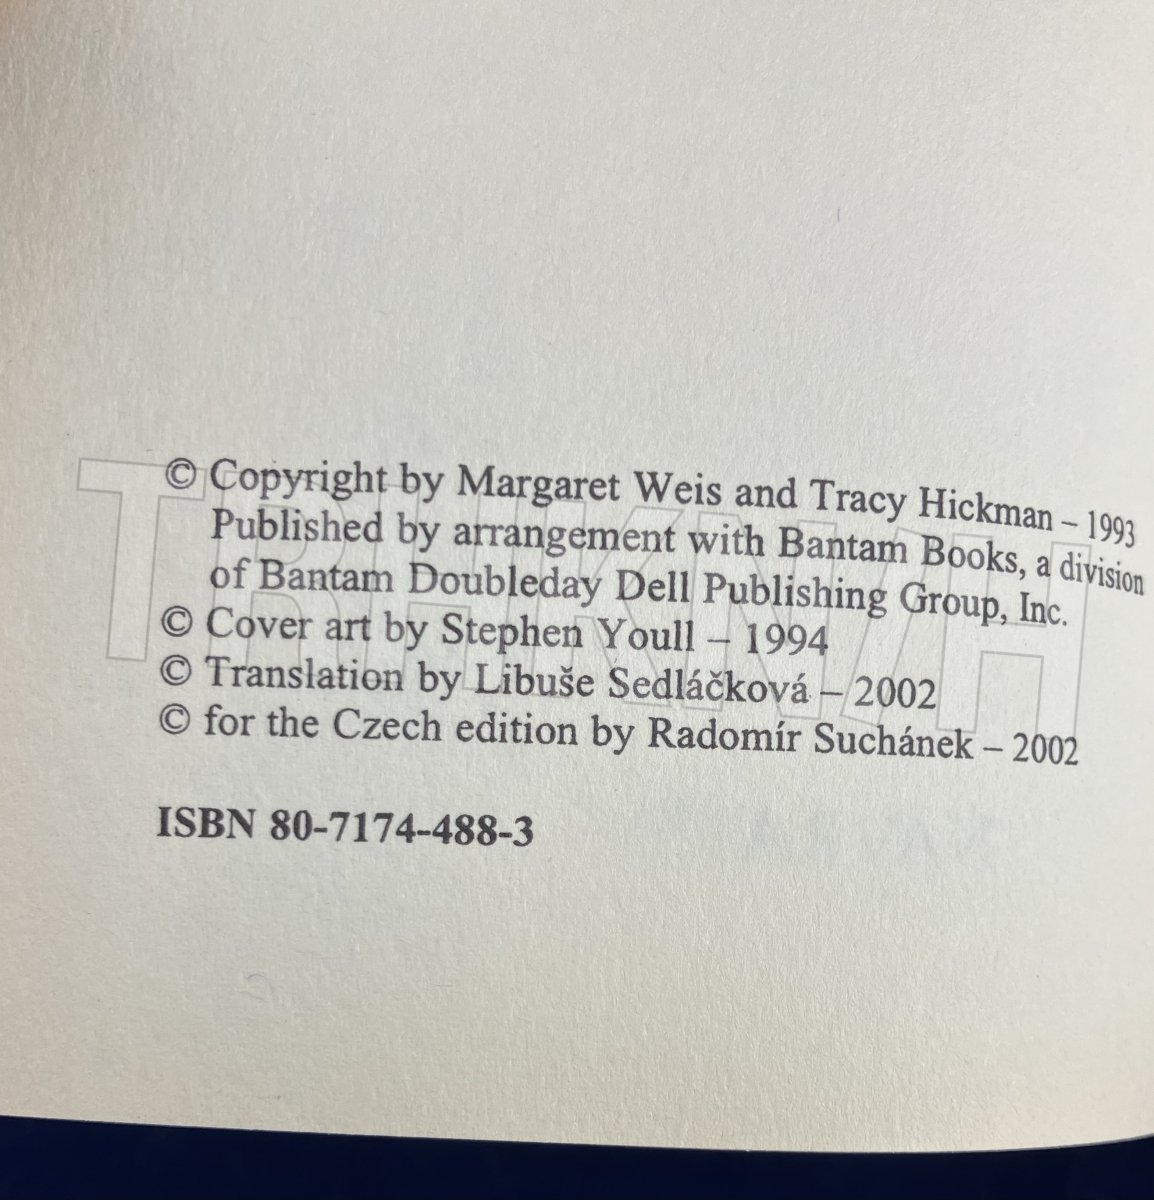 © Copyright by Margaret Weis and Tracy Hickman – 1993
Published by arrangement with Bantam Books, a division
of Bantam Doubleday Dell Publishing Group, Inc.
© Cover art by Stephen Youll – 1994
© Translation by Libuše Sedláčková – 2002
© for the Czech edition by Radomír Suchánek – 2002
ISBN 80-7174-488-3